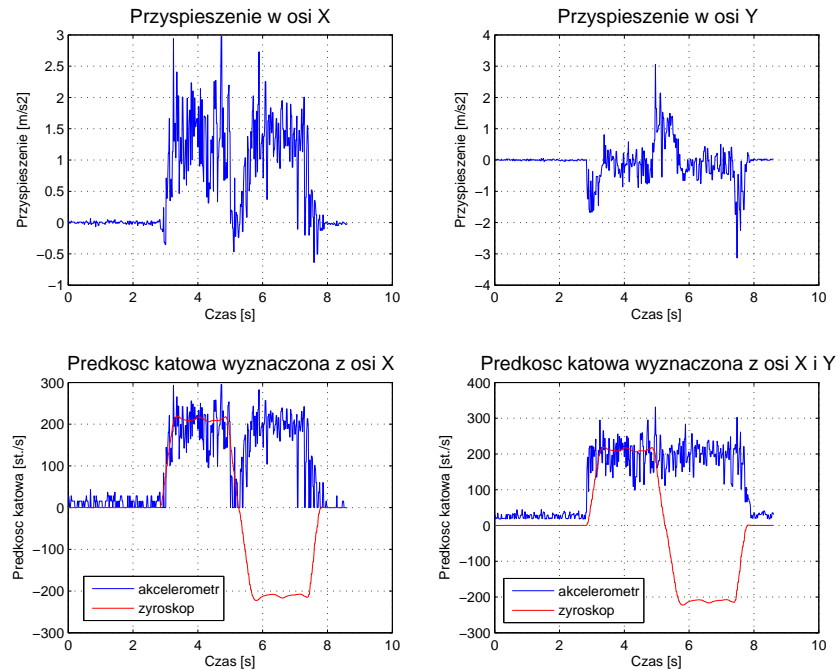 Przyspieszenie w osi X
Przyspieszenie [m/s2]
3
2.5
2
1.5
1
0.5
0
−0.5
−1
0 2 4 6 8 10
Czas [s]
Przyspieszenie w osi Y
Przyspieszenie [m/s2]
4
3
2
1
0
−1
−2
−3
−4
0 2 4 6 8 10
Czas [s]
Predkosc katowa wyznaczona z osi X
Predkosc katowa [st./s]
300
200
100
0
−100
−200
−300
akcelerometr
zyroskop
0 2 4 6 8 10
Czas [s]
Predkosc katowa wyznaczona z osi X i Y
Predkosc katowa [st./s]
400
300
200
100
0
−100
−200
−300
akcelerometr
zyroskop
0 2 4 6 8 10
Czas [s]